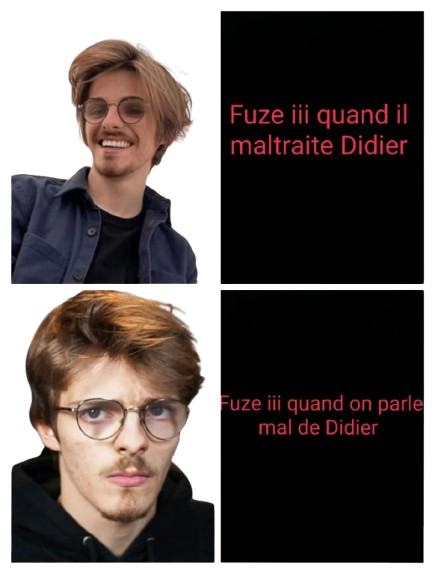 Fuze iii quand il
maltraite Didier
Fuze iii quand on parle
mal de Didier